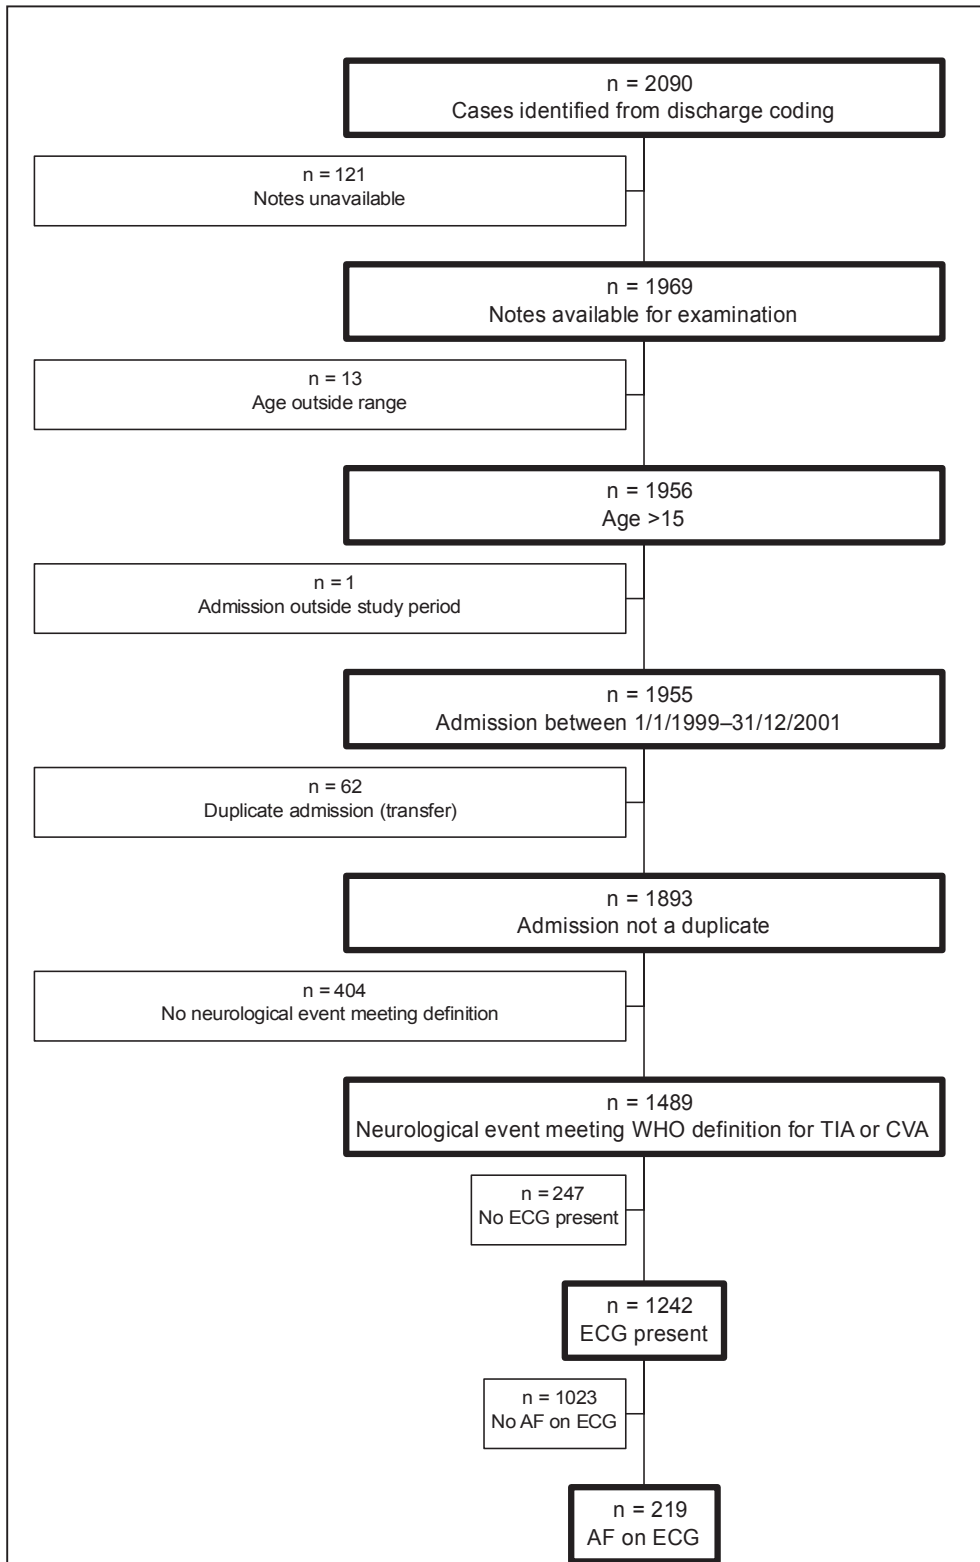 n = 2090
Cases identified from discharge coding
n = 121
Notes unavailable
n = 1969
Notes available for examination
n = 13
Age outside range
n = 1956
Age >15
n = 1
Admission outside study period
n = 1955
Admission between 1/1/1999–31/12/2001
n = 62
Duplicate admission (transfer)
n = 1893
Admission not a duplicate
n = 404
No neurological event meeting definition
n = 1489
Neurological event meeting WHO definition for TIA or CVA
n = 247
No ECG present
n = 1242
ECG present
n = 1023
No AF on ECG
n = 219
AF on ECG